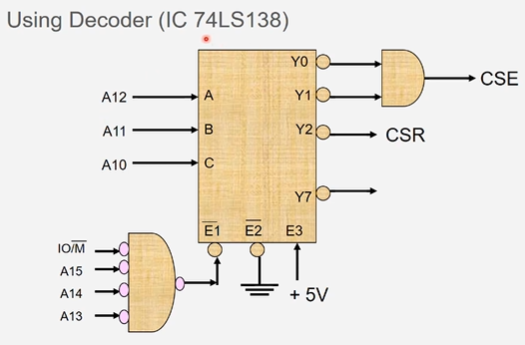 Using Decoder (IC 74LS138)
Y0
CSE
A12
A
Y1
A11
B
Y2
CSR
A10
C
Y7
E1 E2 E3
IO/M
A15
A14
A13
+ 5V